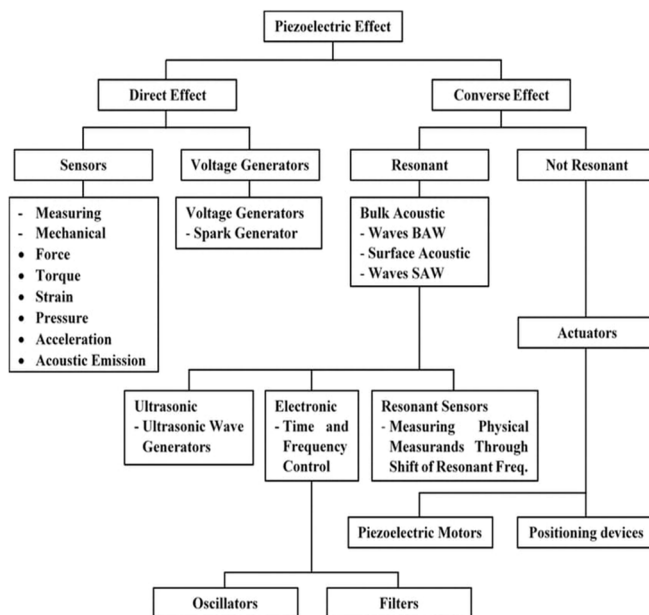 Piezoelectric Effect
Direct Effect
Converse Effect
Sensors
Voltage Generators
Resonant
Not Resonant
- Measuring
- Mechanical
• Force
• Torque
• Strain
• Pressure
• Acceleration
• Acoustic Emission
Voltage Generators
- Spark Generator
Bulk Acoustic
- Waves BAW
- Surface Acoustic
- Waves SAW
Actuators
Ultrasonic
- Ultrasonic Wave
Generators
Electronic
- Time and
Frequency
Control
Resonant Sensors
- Measuring Physical
Measurands Through
Shift of Resonant Freq.
Piezoelectric Motors
Positioning devices
Oscillators
Filters